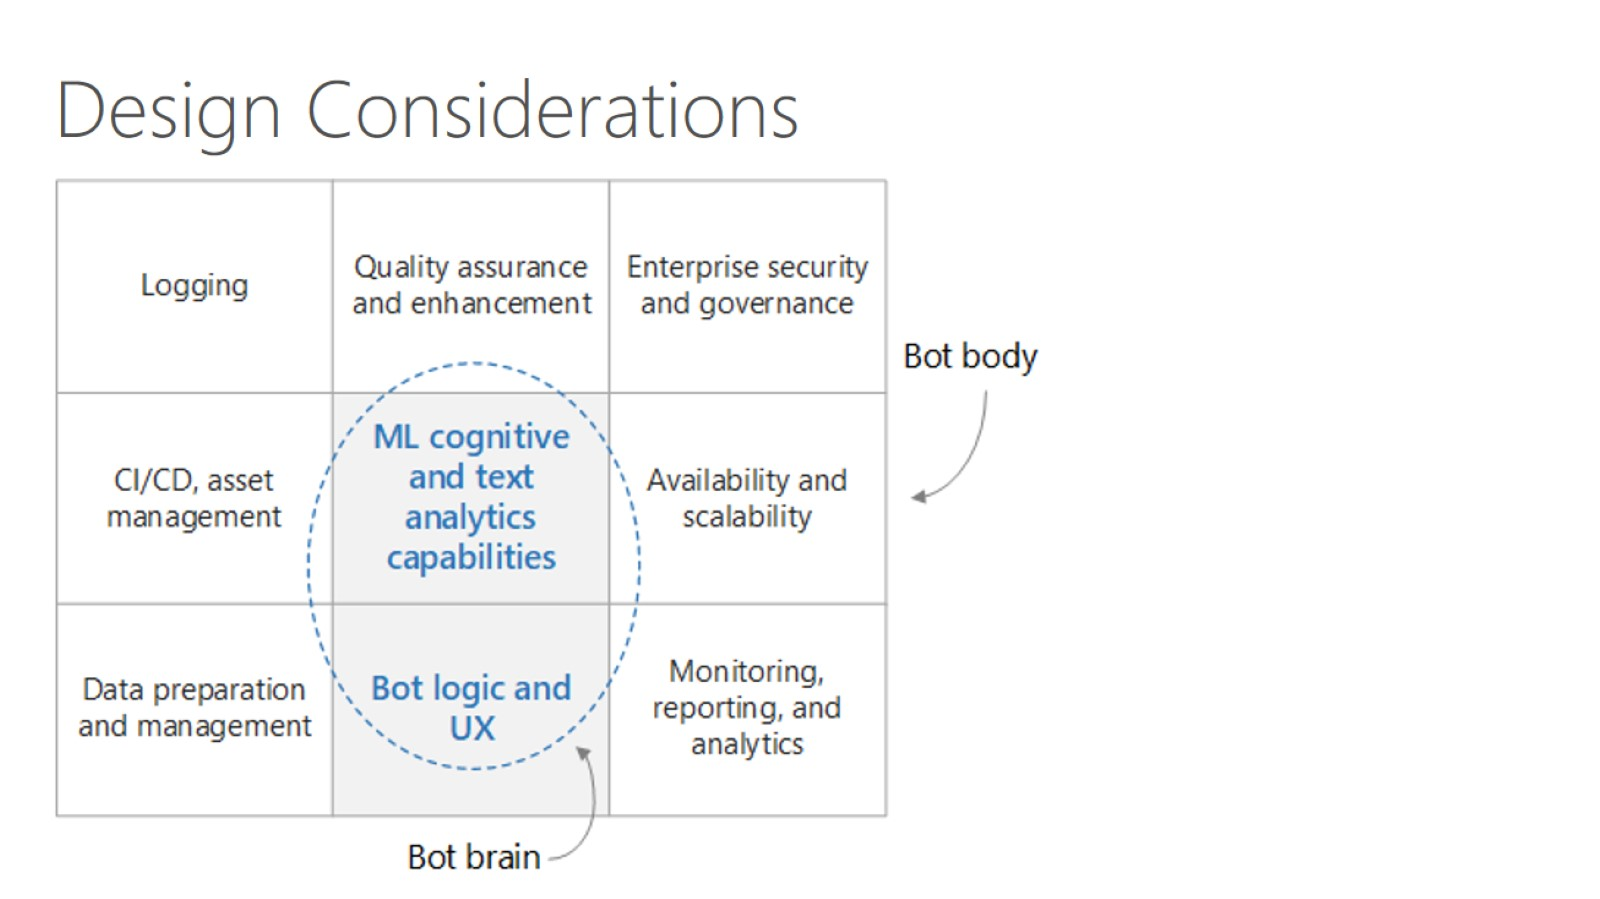 Design Considerations
Logging
Quality assurance
and enhancement
Enterprise security
and governance
Bot body
CI/CD, asset
management
ML cognitive
and text
analytics
capabilities
Availability and
scalability
Data preparation
and management
Bot logic and
UX
Monitoring,
reporting, and
analytics
Bot brain